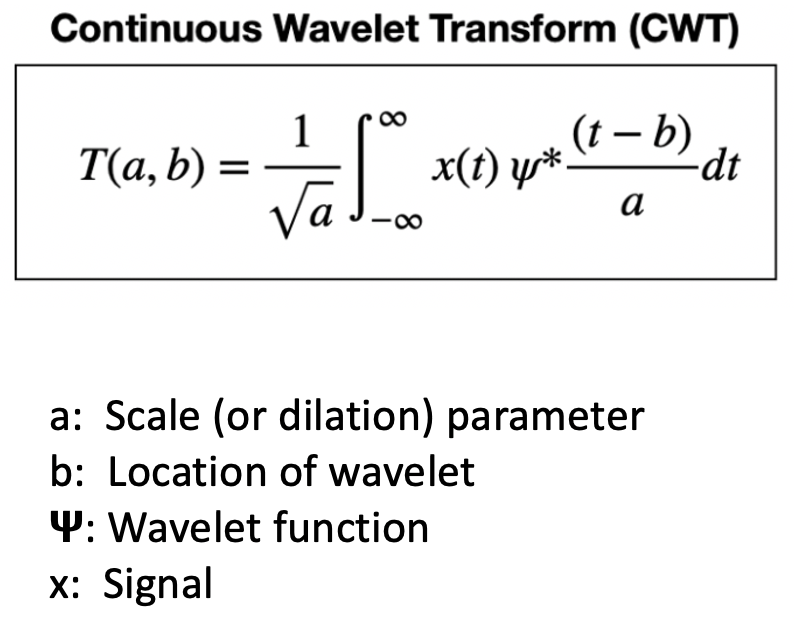 Continuous Wavelet Transform (CWT)
T(a, b) = \frac{1}{\sqrt{a}} \int_{-\infty}^{\infty} x(t) ψ* \frac{(t − b)}{a} dt
a: Scale (or dilation) parameter
b: Location of wavelet
Ψ: Wavelet function
x: Signal